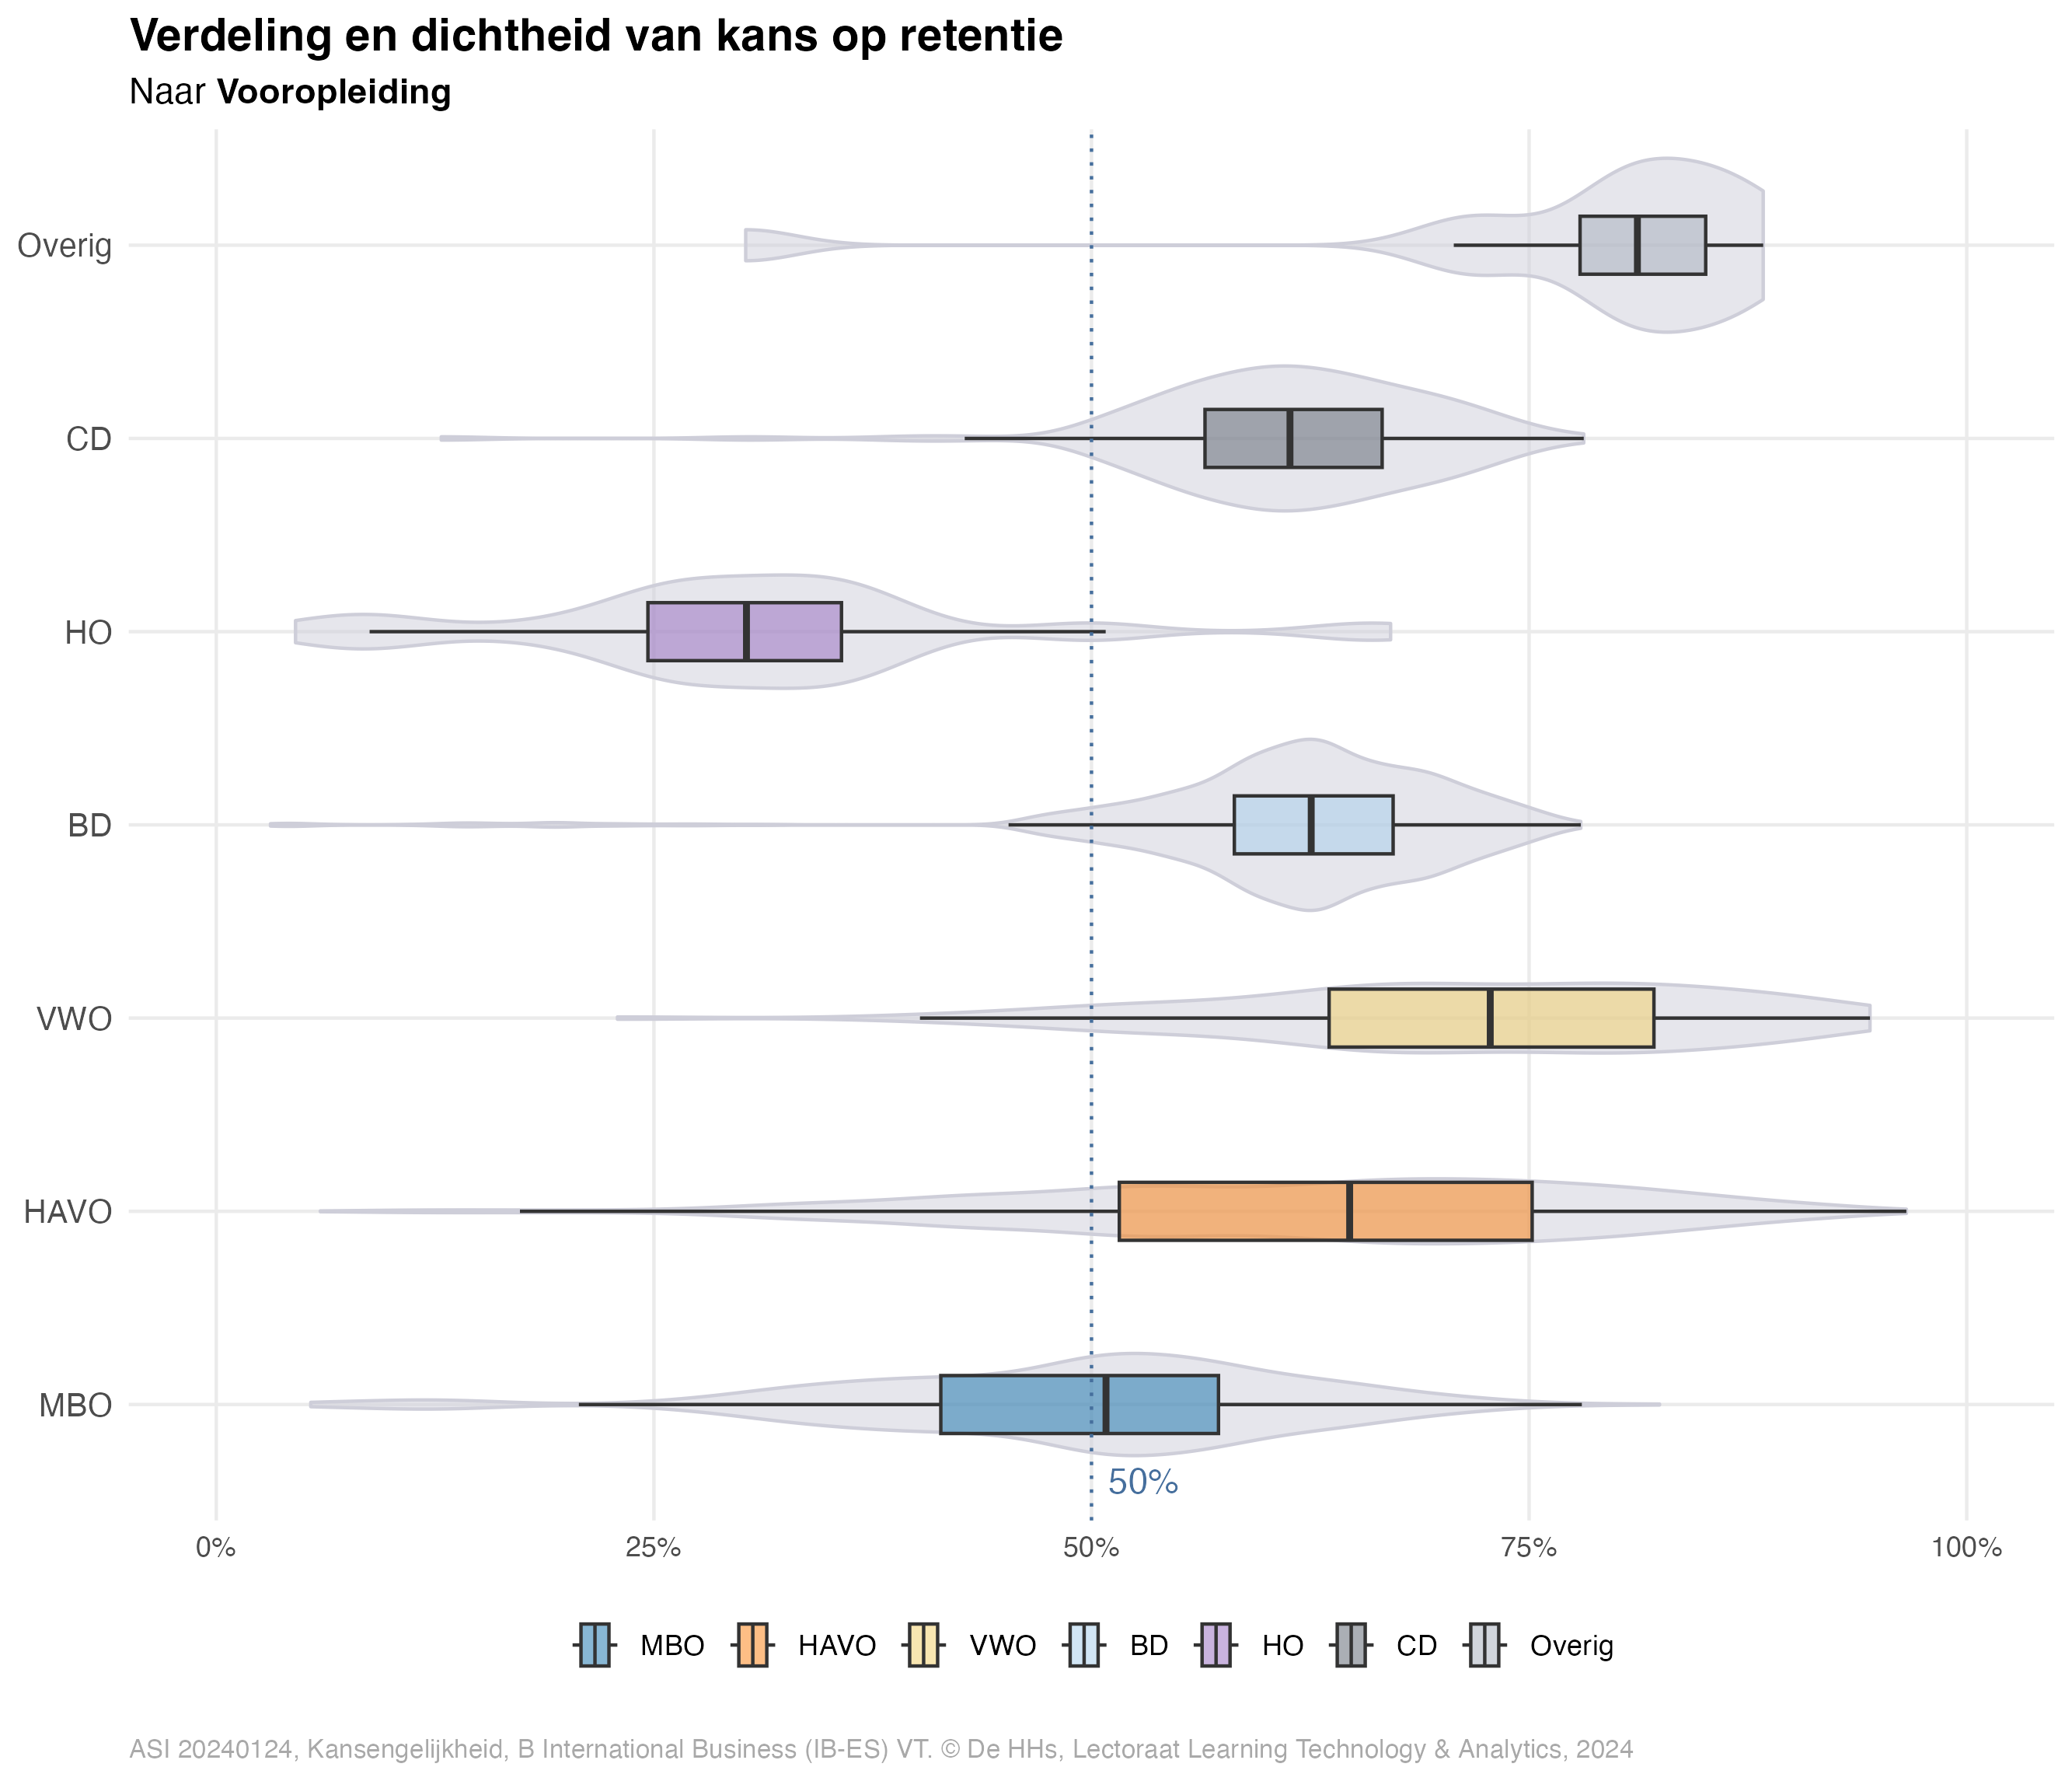 Verdeling en dichtheid van kans op retentie
Naar Vooropleiding
Overig
CD
HO
BD
VWO
HAVO
MBO
50%
0% 25% 50% 75% 100%
MBO HAVO VWO BD HO CD Overig
ASI 20240124, Kansengelijkheid, B International Business (IB-ES) VT. © De HHs, Lectoraat Learning Technology & Analytics, 2024